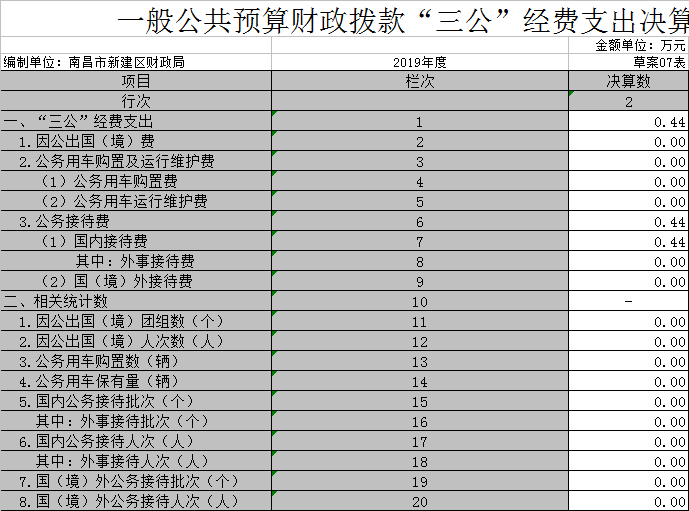 一般公共预算财政拨款“三公”经费支出决算
金额单位：万元
编制单位：南昌市新建区财政局 2019年度 草案07表
项目 栏次 决算数
行次 2
一、“三公”经费支出 1 0.44
1.因公出国（境）费 2 0.00
2.公务用车购置及运行维护费 3 0.00
（1）公务用车购置费 4 0.00
（2）公务用车运行维护费 5 0.00
3.公务接待费 6 0.44
（1）国内接待费 7 0.44
其中：外事接待费 8 0.00
（2）国（境）外接待费 9 0.00
二、相关统计数 10 -
1.因公出国（境）团组数（个） 11 0.00
2.因公出国（境）人次数（人） 12 0.00
3.公务用车购置数（辆） 13 0.00
4.公务用车保有量（辆） 14 0.00
5.国内公务接待批次（个） 15 0.00
其中：外事接待批次（个） 16 0.00
6.国内公务接待人次（人） 17 0.00
其中：外事接待人次（人） 18 0.00
7.国（境）外公务接待批次（个） 19 0.00
8.国（境）外公务接待人次（人） 20 0.00